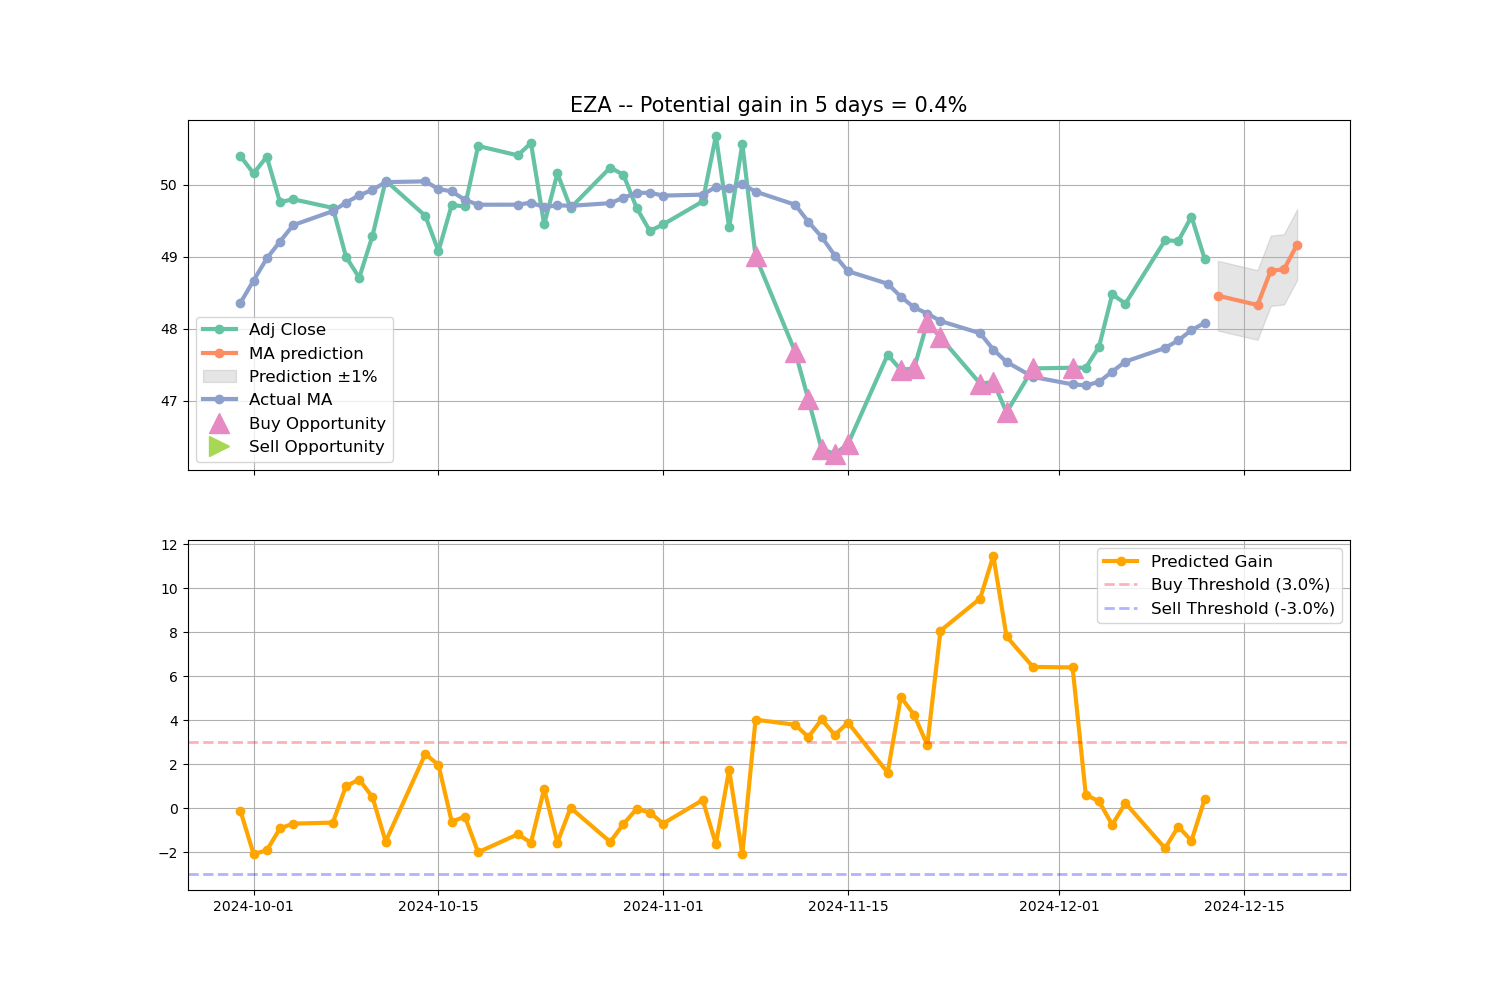 EZA -- Potential gain in 5 days = 0.4%
50
49
48
47
Adj Close
MA prediction
Prediction ±1%
Actual MA
Buy Opportunity
Sell Opportunity
12
10
8
6
4
2
0
−2
Predicted Gain
Buy Threshold (3.0%)
Sell Threshold (-3.0%)
2024-10-01
2024-10-15
2024-11-01
2024-11-15
2024-12-01
2024-12-15